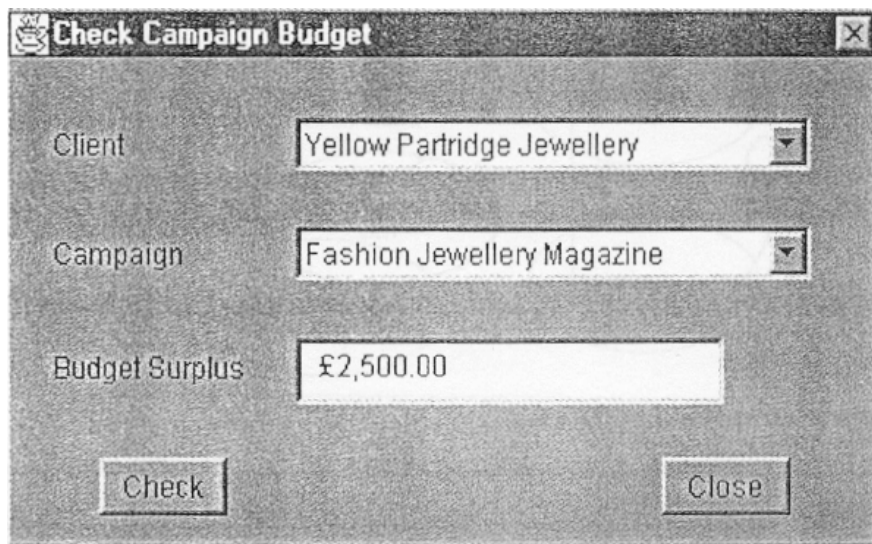 Check Campaign Budget
Client Yellow Partridge Jewellery
Campaign Fashion Jewellery Magazine
Budget Surplus £2,500.00
Check Close